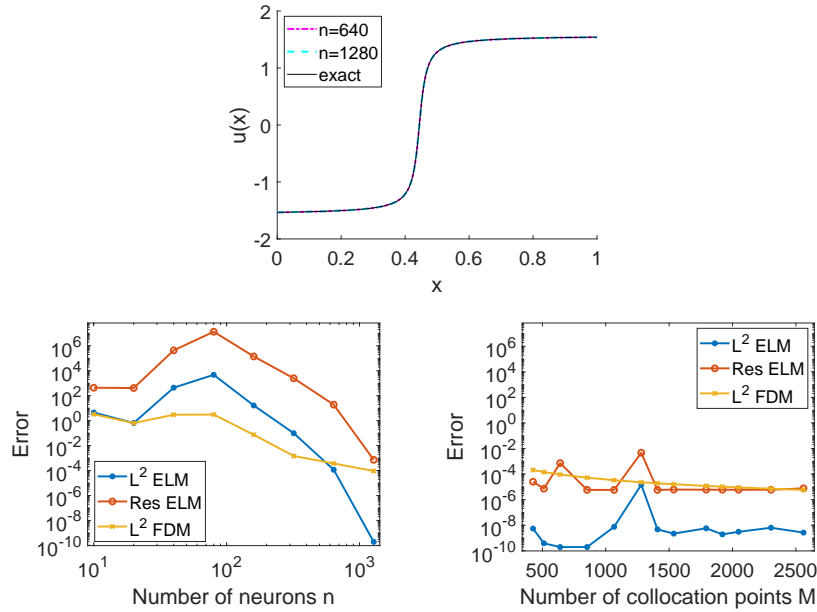 2
1
0
-1
-2
u(x)
n=640
n=1280
exact
0 0.2 0.4 0.6 0.8 1
x
10^6
10^4
10^2
10^0
10^-2
10^-4
10^-6
10^-8
10^-10
Error
L^2 ELM
Res ELM
L^2 FDM
10^1 10^2 10^3
Number of neurons n
10^6
10^4
10^2
10^0
10^-2
10^-4
10^-6
10^-8
10^-10
Error
L^2 ELM
Res ELM
L^2 FDM
500 1000 1500 2000 2500
Number of collocation points M